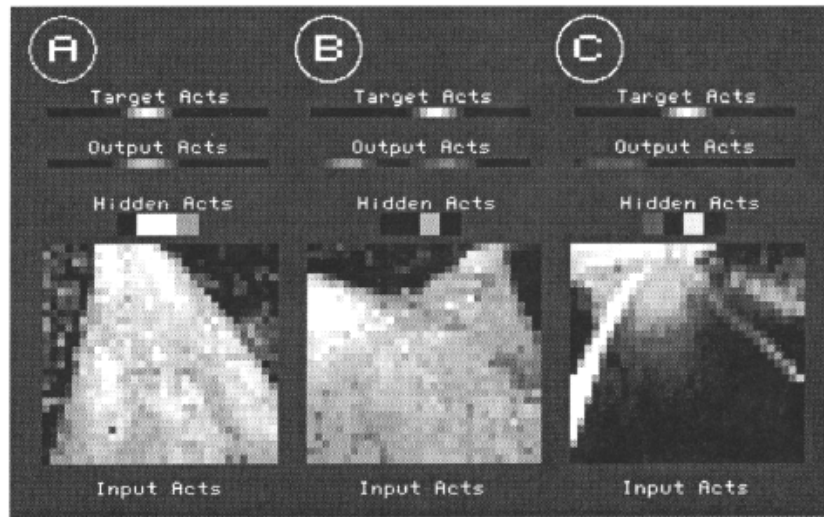 A
Target Acts
Output Acts
Hidden Acts
Input Acts
B
Target Acts
Output Acts
Hidden Acts
Input Acts
C
Target Acts
Output Acts
Hidden Acts
Input Acts